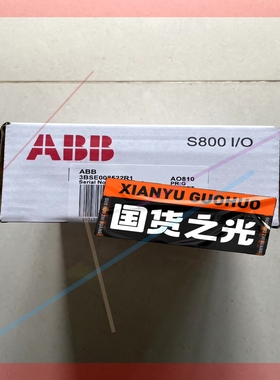 ABB
S800 I/O
ABB
3BSE008522R1
AO810
Serial No
PR:G
XIANYU GUOHUO
国货之光